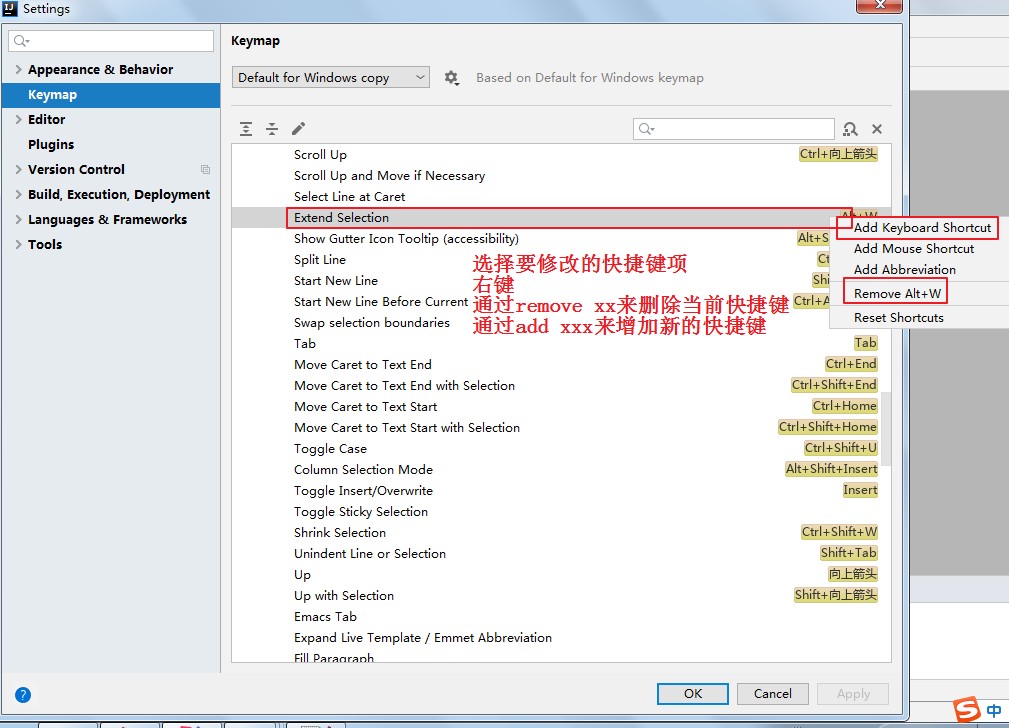 Settings
Keymap
Appearance & Behavior
Keymap
Editor
Plugins
Version Control
Build, Execution, Deployment
Languages & Frameworks
Tools
Default for Windows copy
Based on Default for Windows keymap
Scroll Up Ctrl+向上箭头
Scroll Up and Move if Necessary
Select Line at Caret
Extend Selection Alt+W
Show Gutter Icon Tooltip (accessibility) Alt+S
Split Line
Start New Line
Start New Line Before Current
Swap selection boundaries
Tab Tab
Move Caret to Text End Ctrl+End
Move Caret to Text End with Selection Ctrl+Shift+End
Move Caret to Text Start Ctrl+Home
Move Caret to Text Start with Selection Ctrl+Shift+Home
Toggle Case Ctrl+Shift+U
Column Selection Mode Alt+Shift+Insert
Toggle Insert/Overwrite Insert
Toggle Sticky Selection
Shrink Selection Ctrl+Shift+W
Unindent Line or Selection Shift+Tab
Up 向上箭头
Up with Selection Shift+向上箭头
Emacs Tab
Expand Live Template / Emmet Abbreviation
Fill Paragraph
选择要修改的快捷键项
右键
通过remove xx来删除当前快捷键
通过add xxx来增加新的快捷键
Add Keyboard Shortcut
Add Mouse Shortcut
Add Abbreviation
Remove Alt+W
Reset Shortcuts
?
OK
Cancel
Apply
中